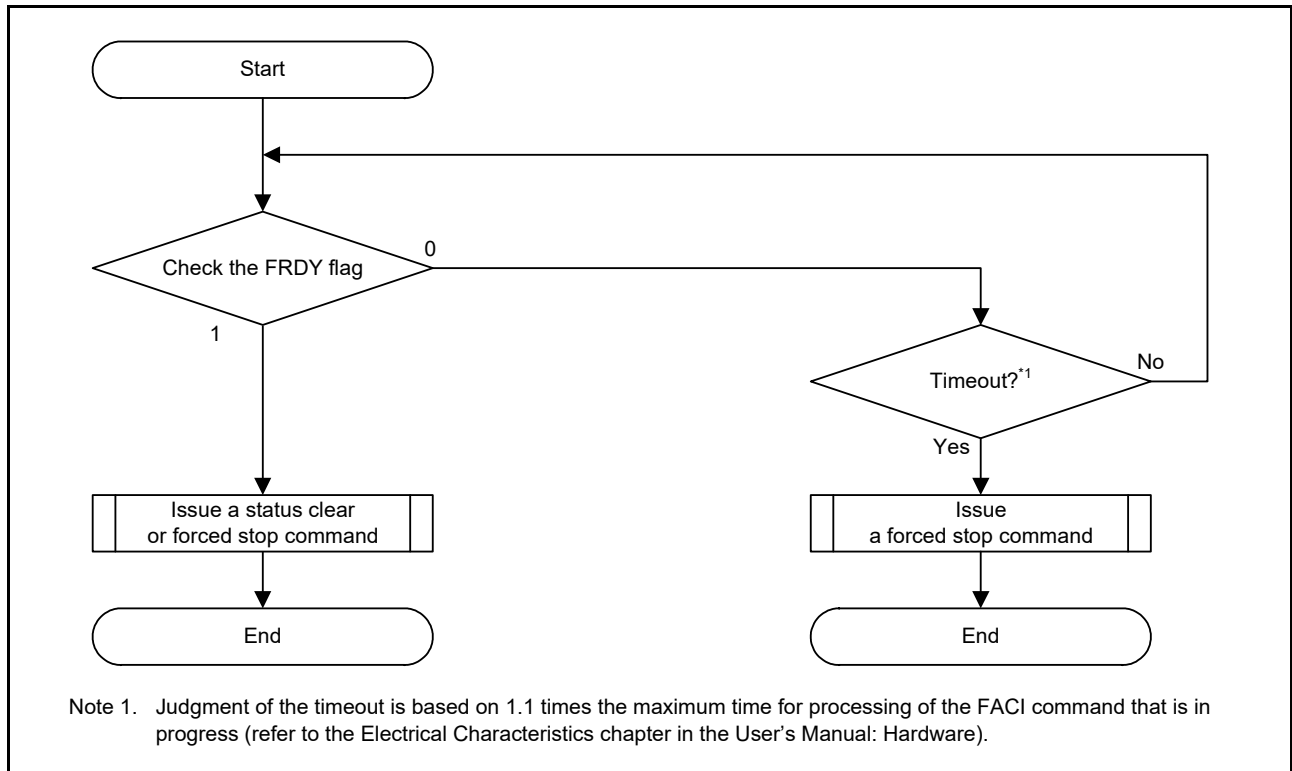 Start
Check the FRDY flag
0
1
Timeout?*1
No
Yes
Issue a status clear
or forced stop command
Issue
a forced stop command
End
End
Note 1. Judgment of the timeout is based on 1.1 times the maximum time for processing of the FACI command that is in
progress (refer to the Electrical Characteristics chapter in the User’s Manual: Hardware).